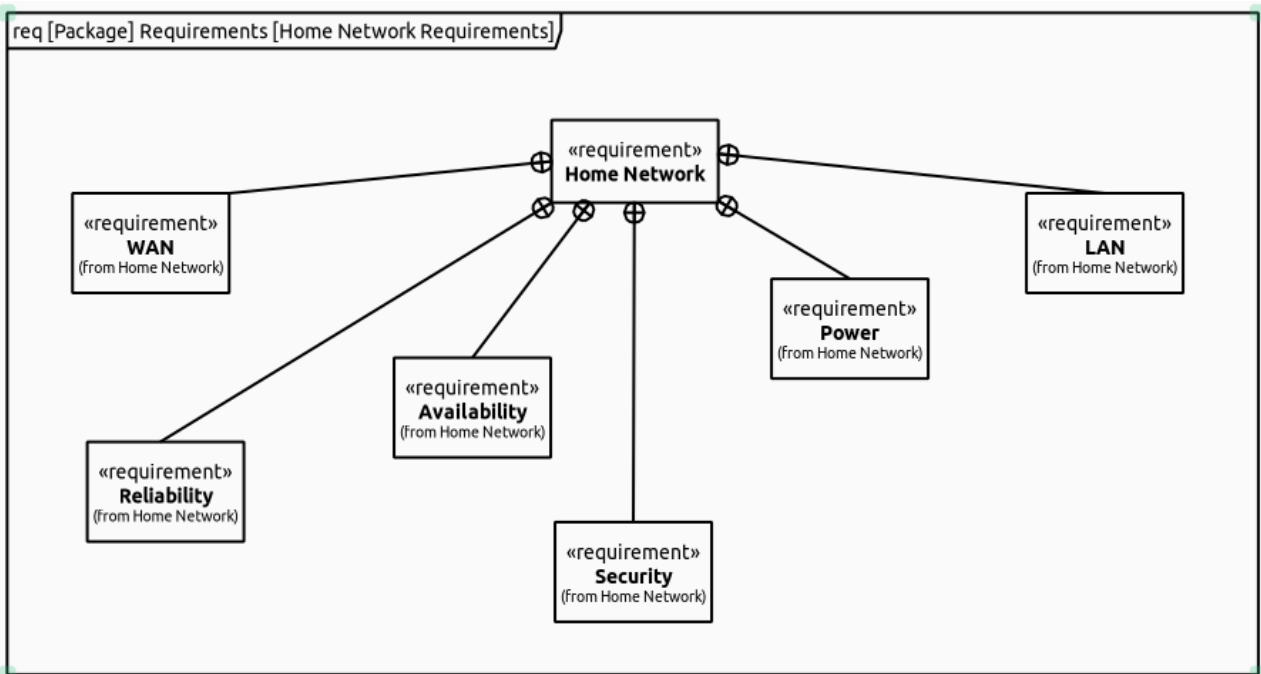 req [Package] Requirements [Home Network Requirements]
«requirement»
Home Network
«requirement»
WAN
(from Home Network)
«requirement»
LAN
(from Home Network)
«requirement»
Power
(from Home Network)
«requirement»
Availability
(from Home Network)
«requirement»
Reliability
(from Home Network)
«requirement»
Security
(from Home Network)